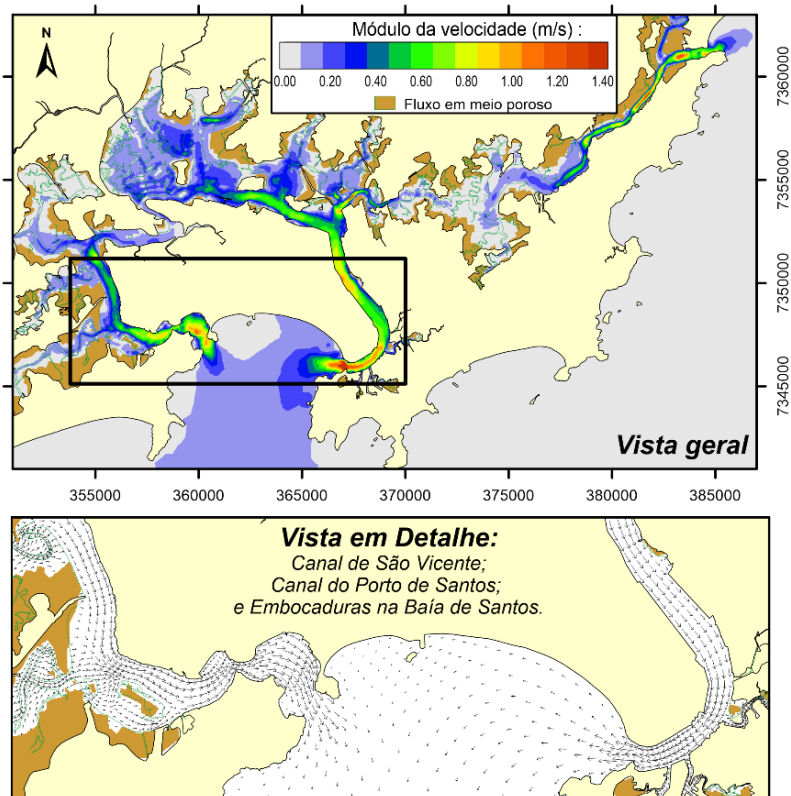 N
Módulo da velocidade (m/s) :
0.00 0.20 0.40 0.60 0.80 1.00 1.20 1.40
Fluxo em meio poroso
7360000
7355000
7350000
7345000
Vista geral
355000 360000 365000 370000 375000 380000 385000
Vista em Detalhe:
Canal de São Vicente;
Canal do Porto de Santos;
e Embocaduras na Baía de Santos.